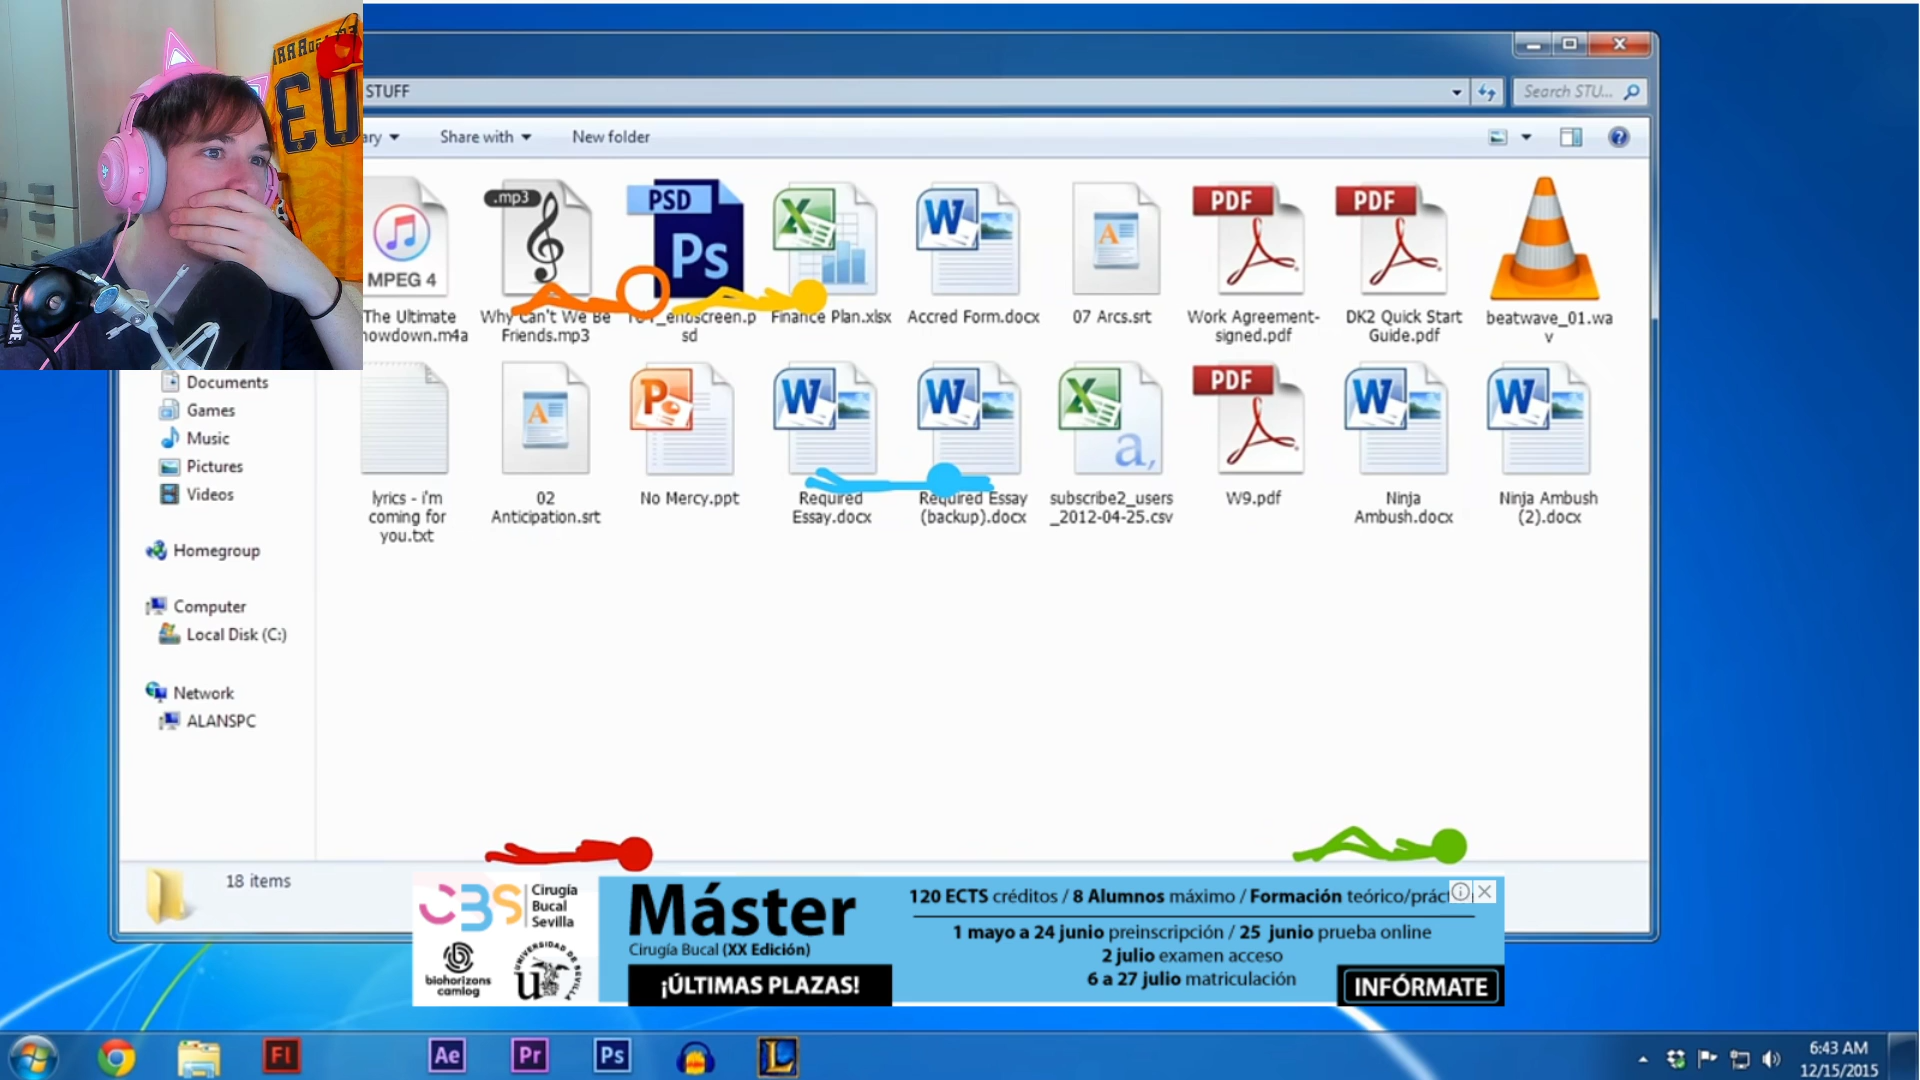 STUFF
Search STU...
Share with
New folder
.mp3
PSD
Ps
PDF
PDF
MPEG 4
The Ultimate
Why Can't We Be
Friends.mp3
_endscreen.p
sd
Finance Plan.xlsx
Accred Form.docx
07 Arcs.srt
Work Agreement-
signed.pdf
DK2 Quick Start
Guide.pdf
beatwave_01.wa
v
PDF
lyrics - i'm
coming for
you.txt
02
Anticipation.srt
No Mercy.ppt
Required
Essay.docx
Required Essay
(backup).docx
subscribe2_users
_2012-04-25.csv
W9.pdf
Ninja
Ambush.docx
Ninja Ambush
(2).docx
Documents
Games
Music
Pictures
Videos
Homegroup
Computer
Local Disk (C:)
Network
ALANSPC
18 items
CBS
Cirugía
Bucal
Sevilla
biohorizons
camlog
Máster
Cirugía Bucal (XX Edición)
¡ÚLTIMAS PLAZAS!
120 ECTS créditos / 8 Alumnos máximo / Formación teórico/prác
1 mayo a 24 junio preinscripción / 25 junio prueba online
2 julio examen acceso
6 a 27 julio matriculación
INFÓRMATE
Fl
Ae
Pr
Ps
L
6:43 AM
12/15/2015